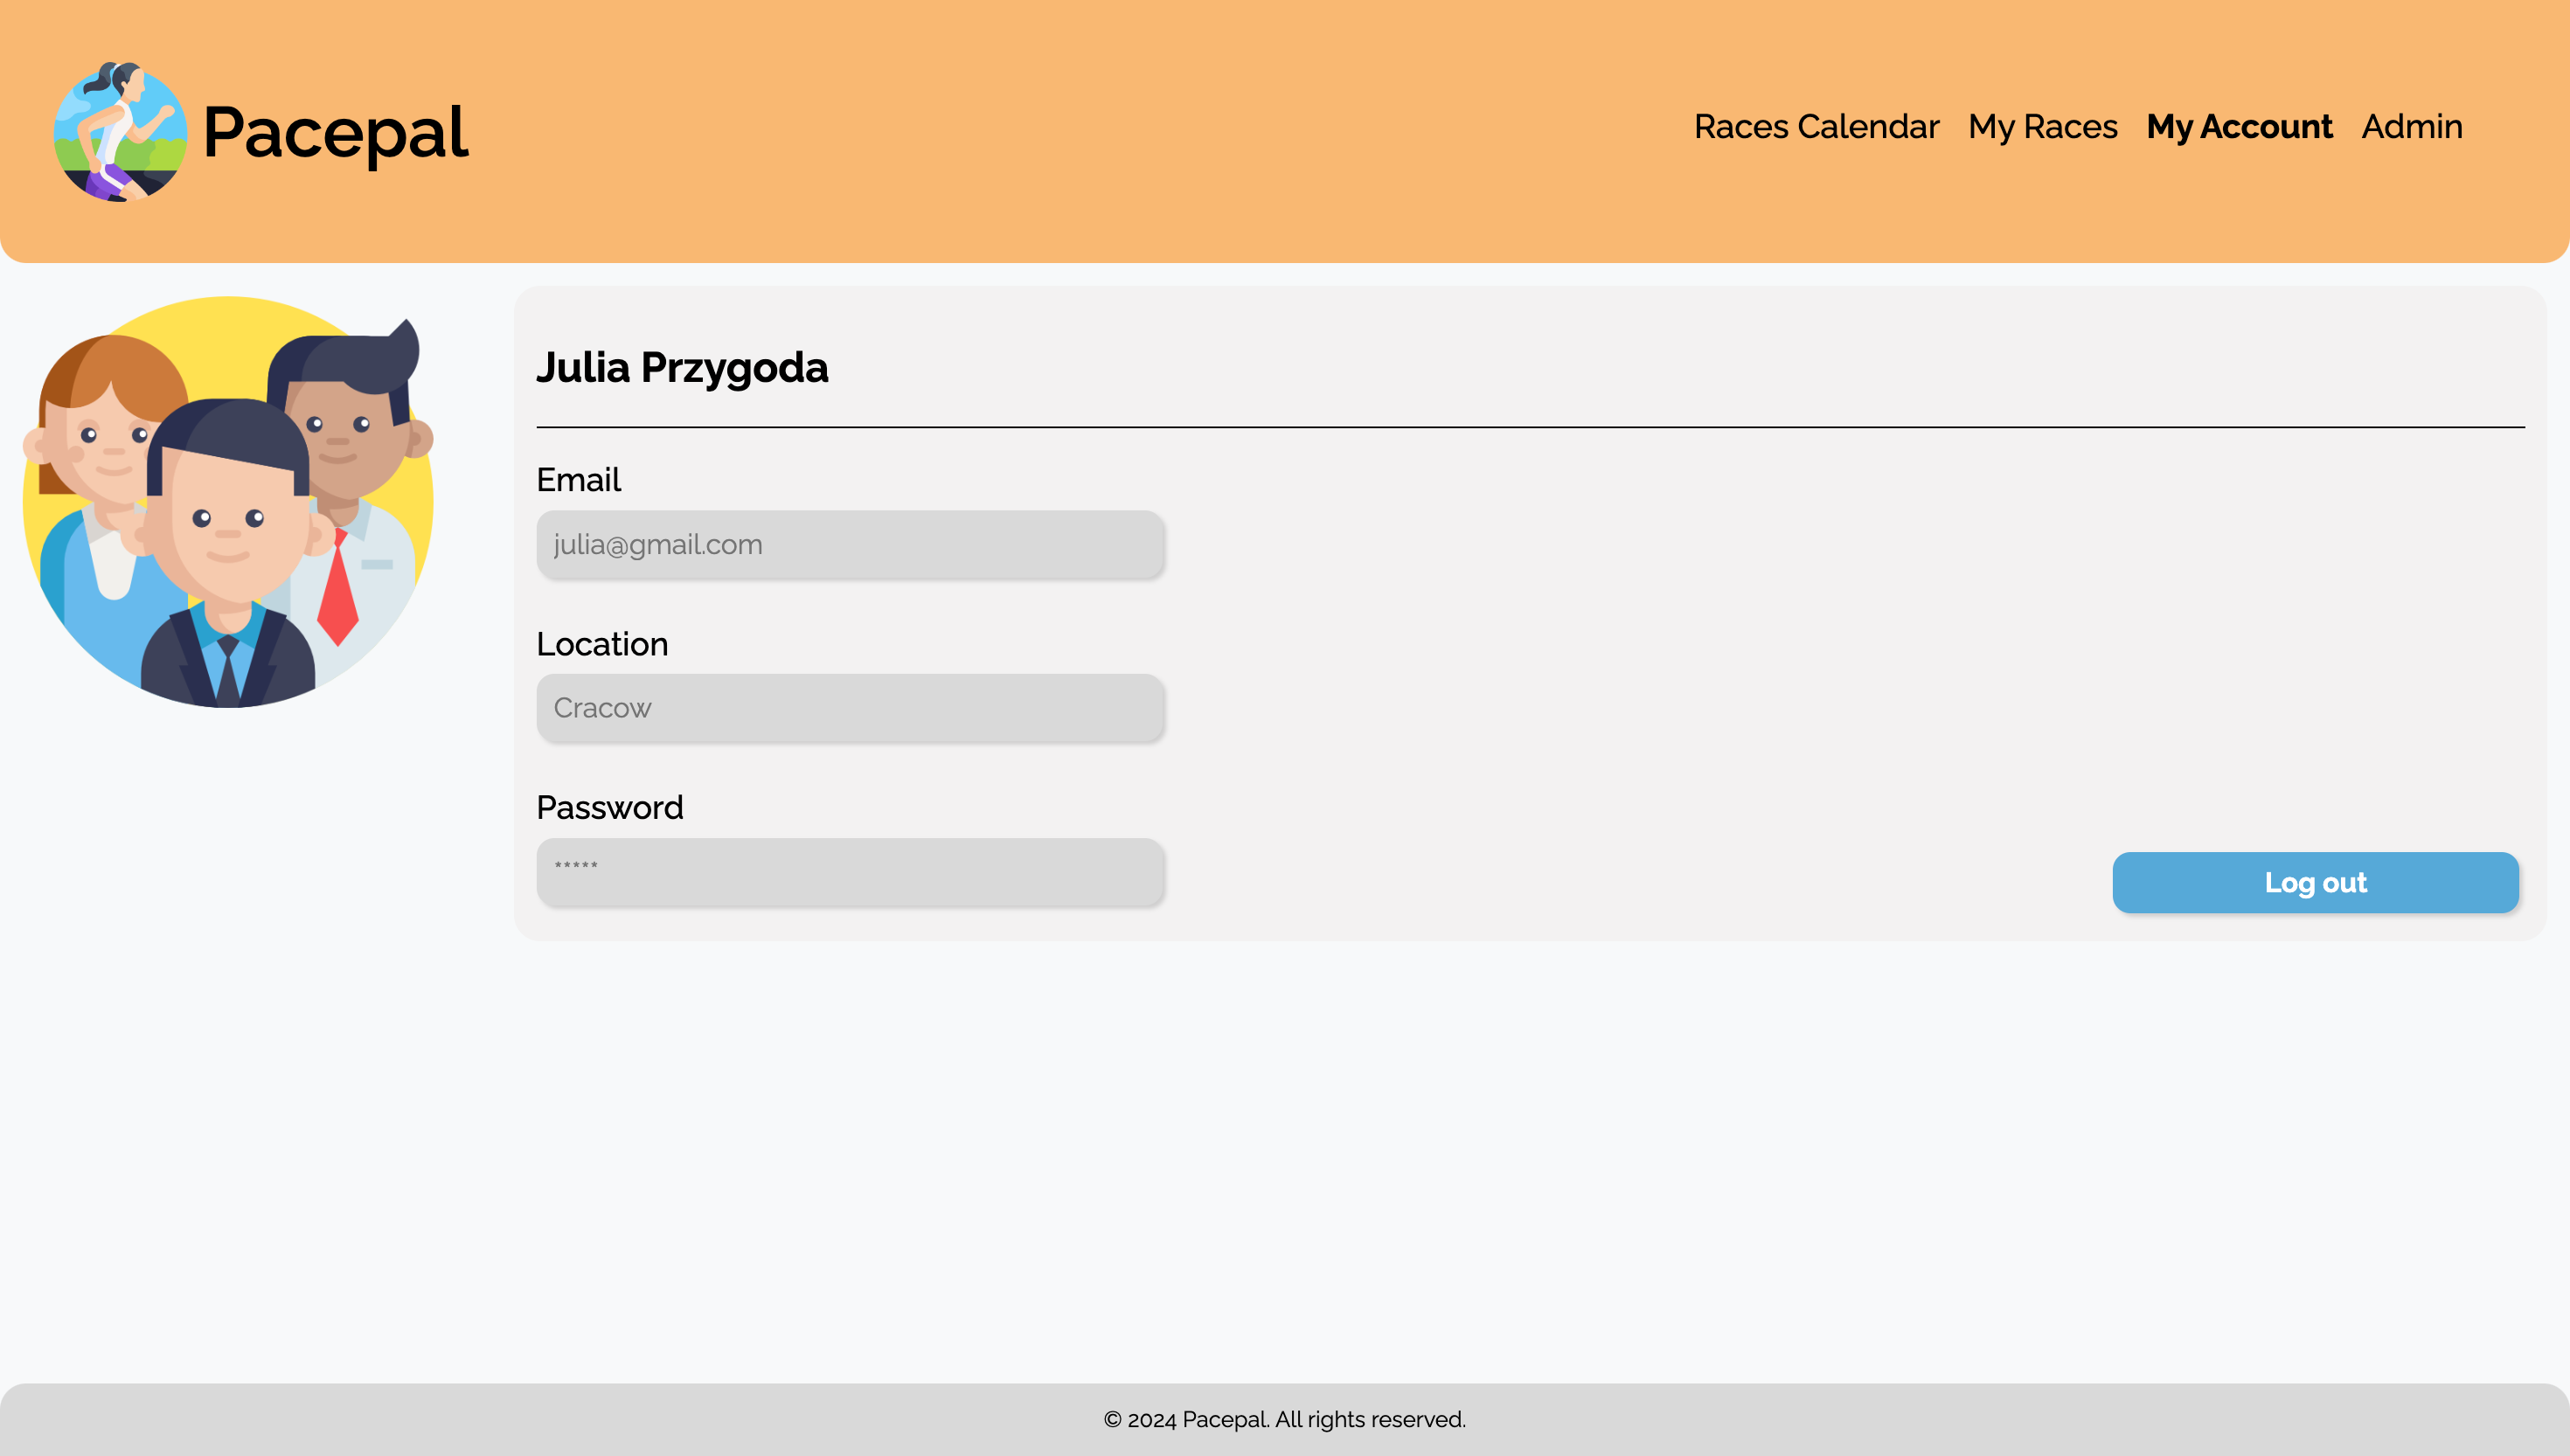 Pacepal
Races Calendar My Races My Account Admin
Julia Przygoda
Email
julia@gmail.com
Location
Cracow
Password
*****
Log out
© 2024 Pacepal. All rights reserved.